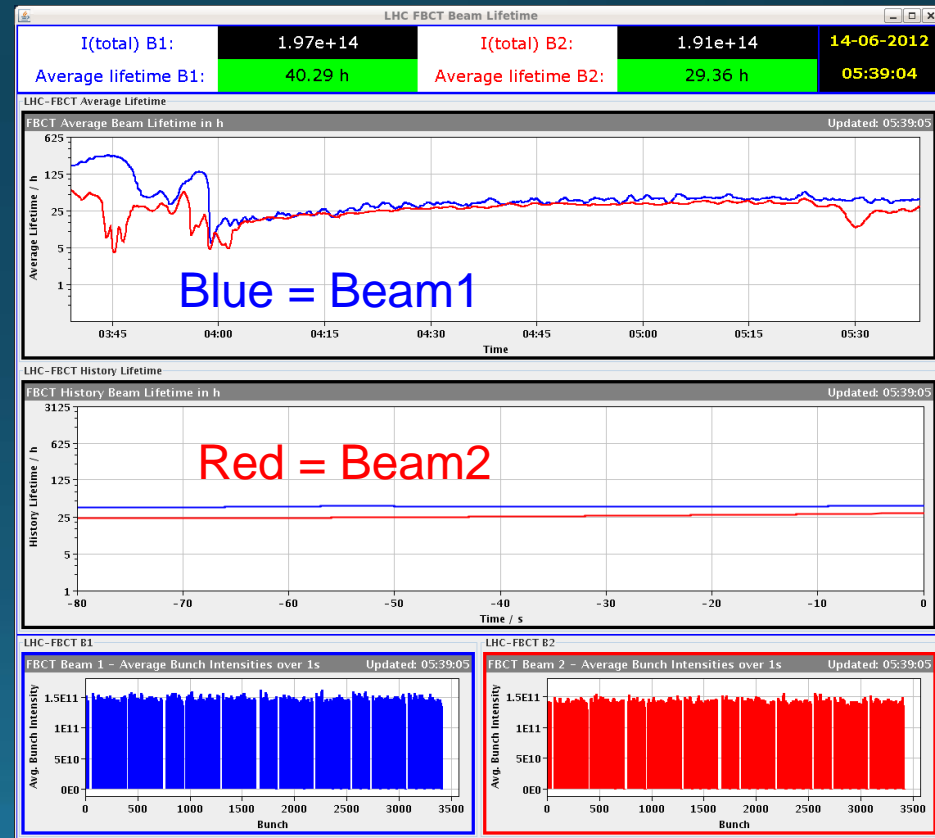 LHC FBCT Beam Lifetime
I(total) B1: 1.97e+14 I(total) B2: 1.91e+14 14-06-2012
Average lifetime B1: 40.29 h Average lifetime B2: 29.36 h 05:39:04
LHC-FBCT Average Lifetime
FBCT Average Beam Lifetime in h Updated: 05:39:05
625
125
25
5
1
Average Lifetime / h
Blue = Beam1
03:45 04:00 04:15 04:30 04:45 05:00 05:15 05:30
Time
LHC-FBCT History Lifetime
FBCT History Beam Lifetime in h Updated: 05:39:05
3125
625
125
25
5
1
History Lifetime / h
Red = Beam2
-80 -70 -60 -50 -40 -30 -20 -10 0
Time / s
LHC-FBCT B1
FBCT Beam 1 - Average Bunch Intensities over 1s Updated: 05:39:05
1.5E11
1E11
5E10
0E0
Avg. Bunch Intensity
0 500 1000 1500 2000 2500 3000 3500
Bunch
LHC-FBCT B2
FBCT Beam 2 - Average Bunch Intensities over 1s Updated: 05:39:05
1.5E11
1E11
5E10
0E0
Avg. Bunch Intensity
0 500 1000 1500 2000 2500 3000 3500
Bunch